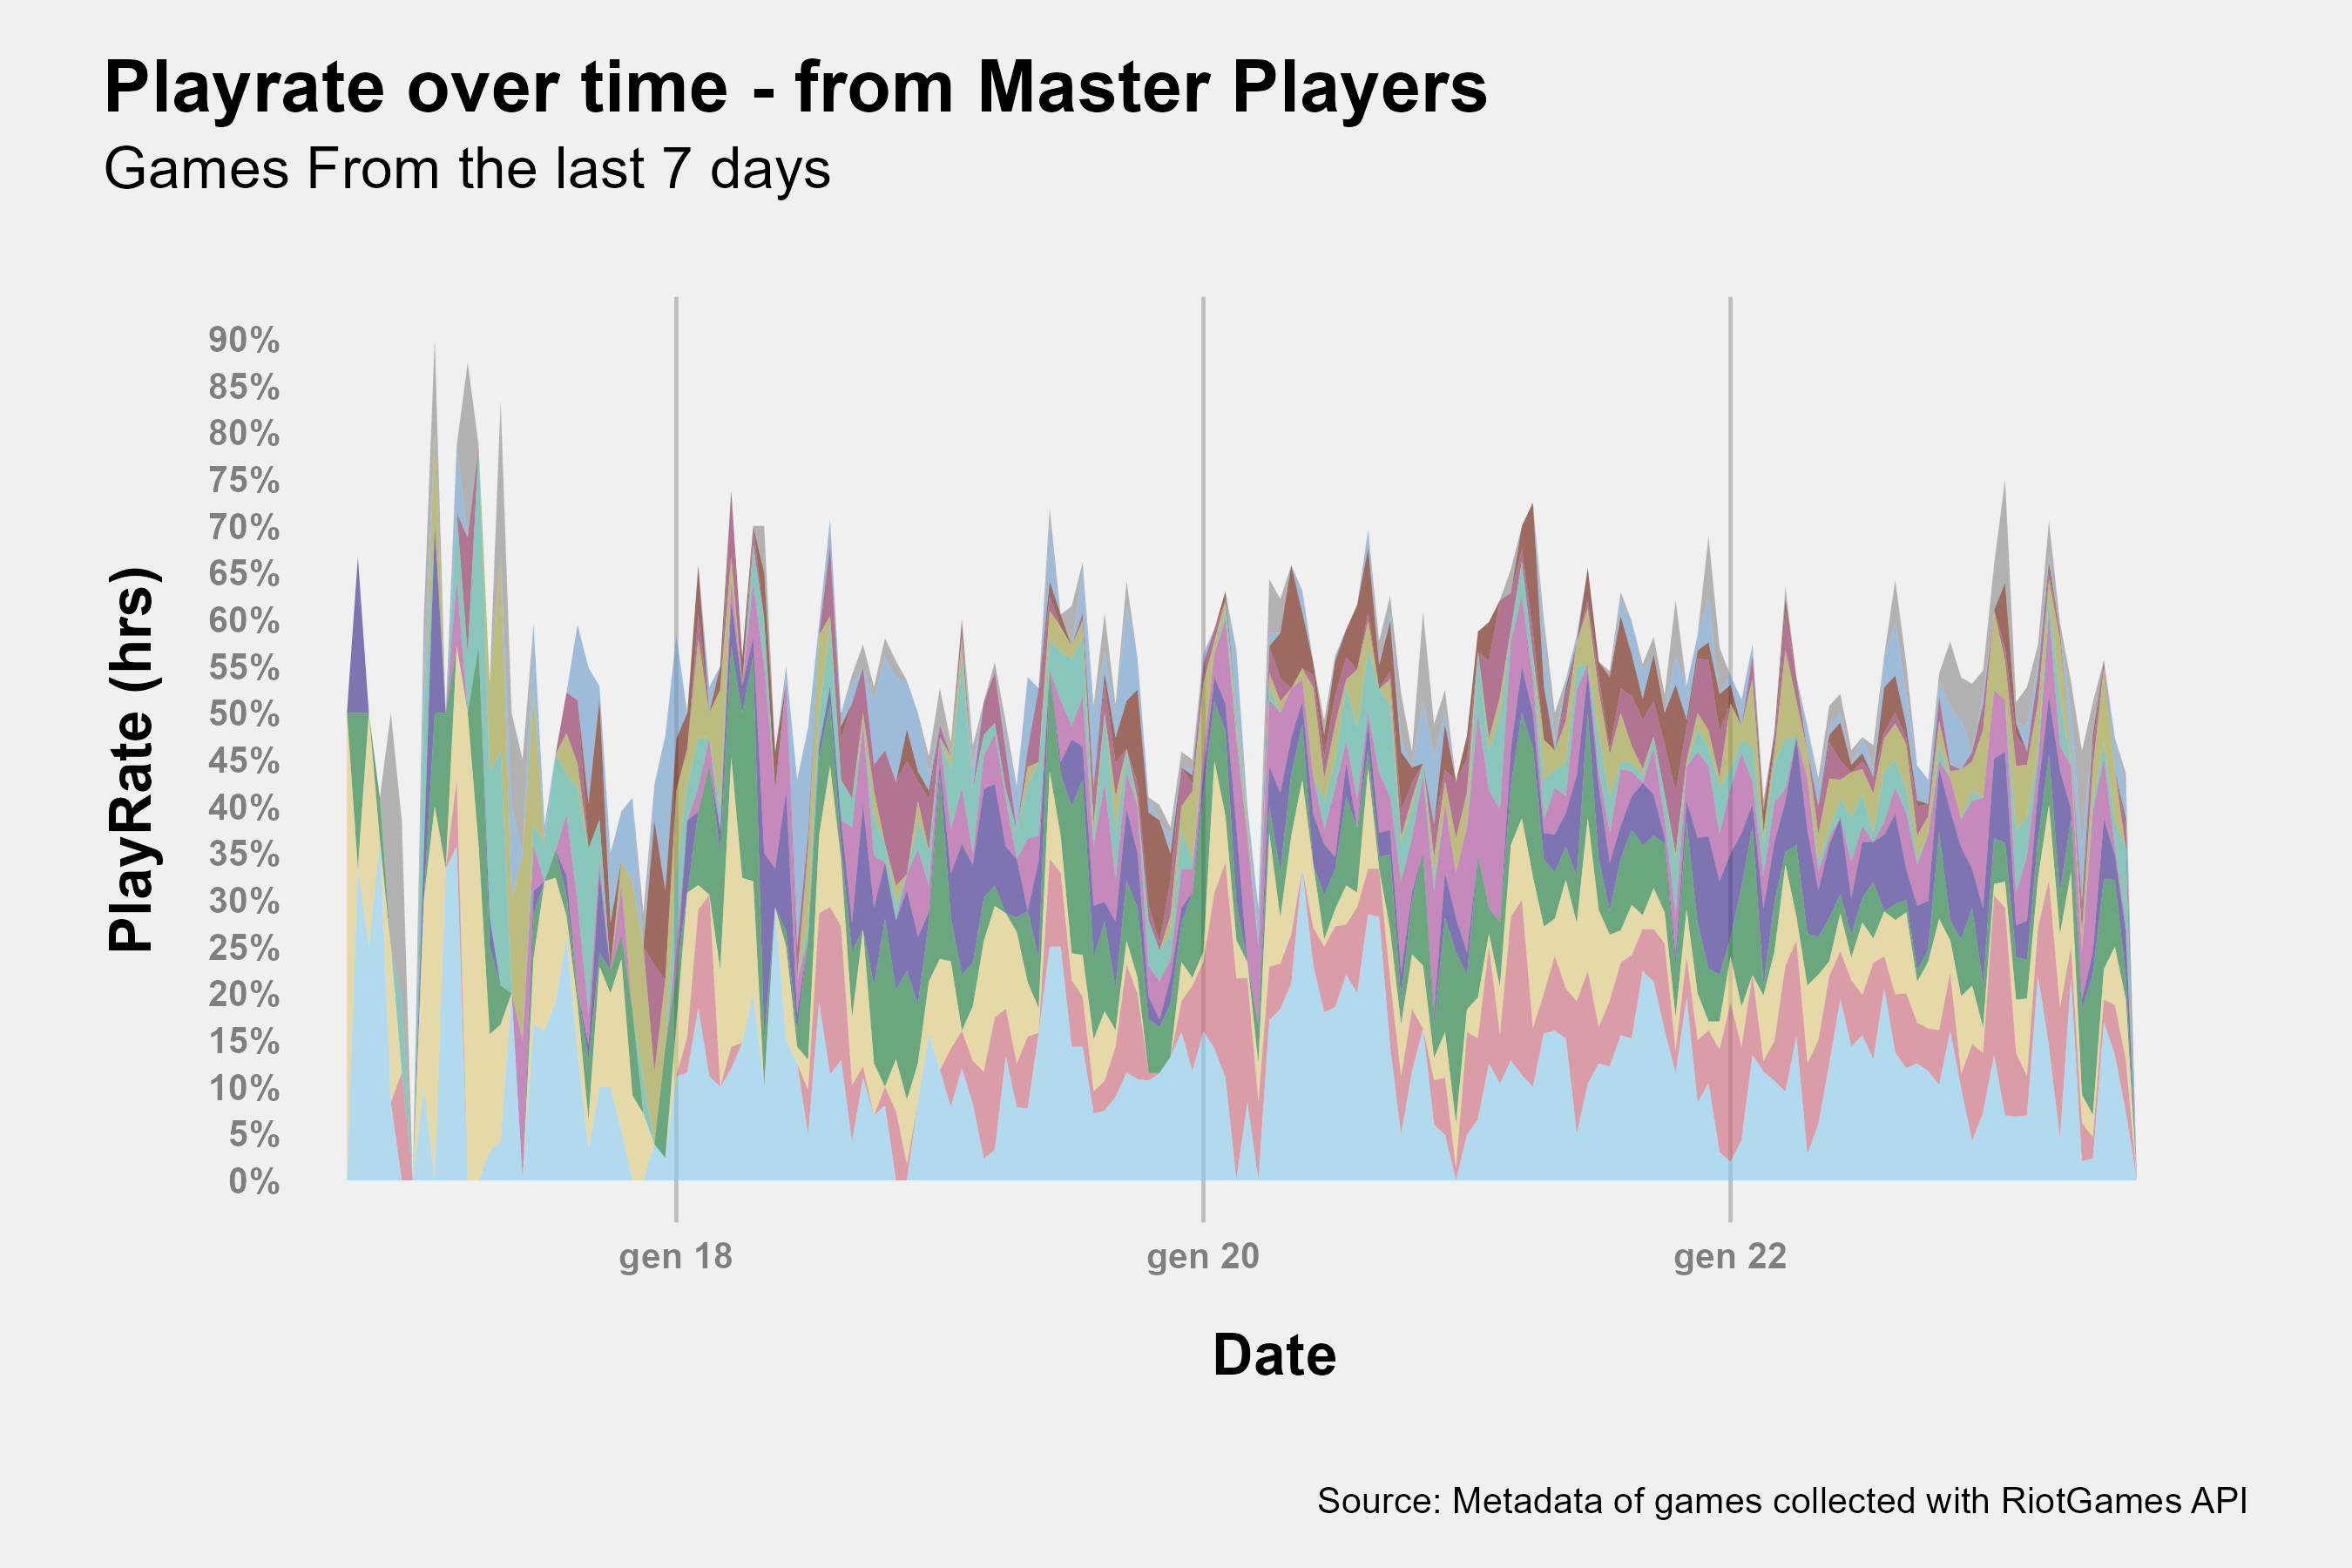 Playrate over time - from Master Players
Games From the last 7 days
PlayRate (hrs)
90%
85%
80%
75%
70%
65%
60%
55%
50%
45%
40%
35%
30%
25%
20%
15%
10%
5%
0%
gen 18
gen 20
gen 22
Date
Source: Metadata of games collected with RiotGames API